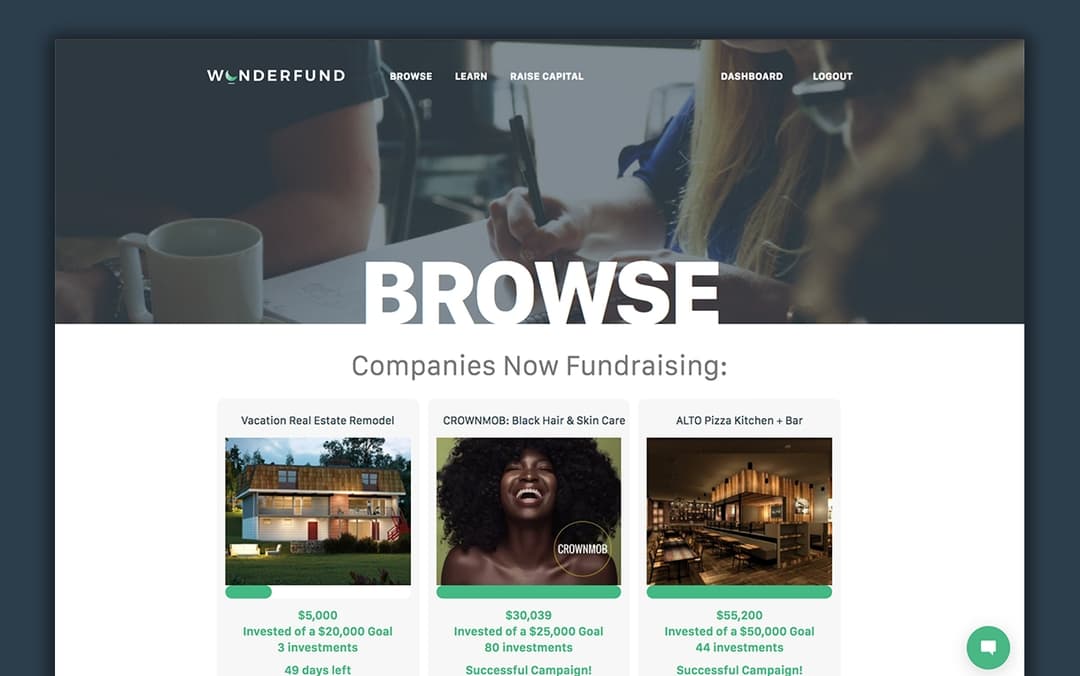 WONDERFUND
BROWSE
LEARN
RAISE CAPITAL
DASHBOARD
LOGOUT
BROWSE
Companies Now Fundraising:
Vacation Real Estate Remodel
CROWNMOB: Black Hair & Skin Care
ALTO Pizza Kitchen + Bar
CROWNMOB
$5,000
Invested of a $20,000 Goal
3 investments
49 days left
$30,039
Invested of a $25,000 Goal
80 investments
Successful Campaign!
$55,200
Invested of a $50,000 Goal
44 investments
Successful Campaign!